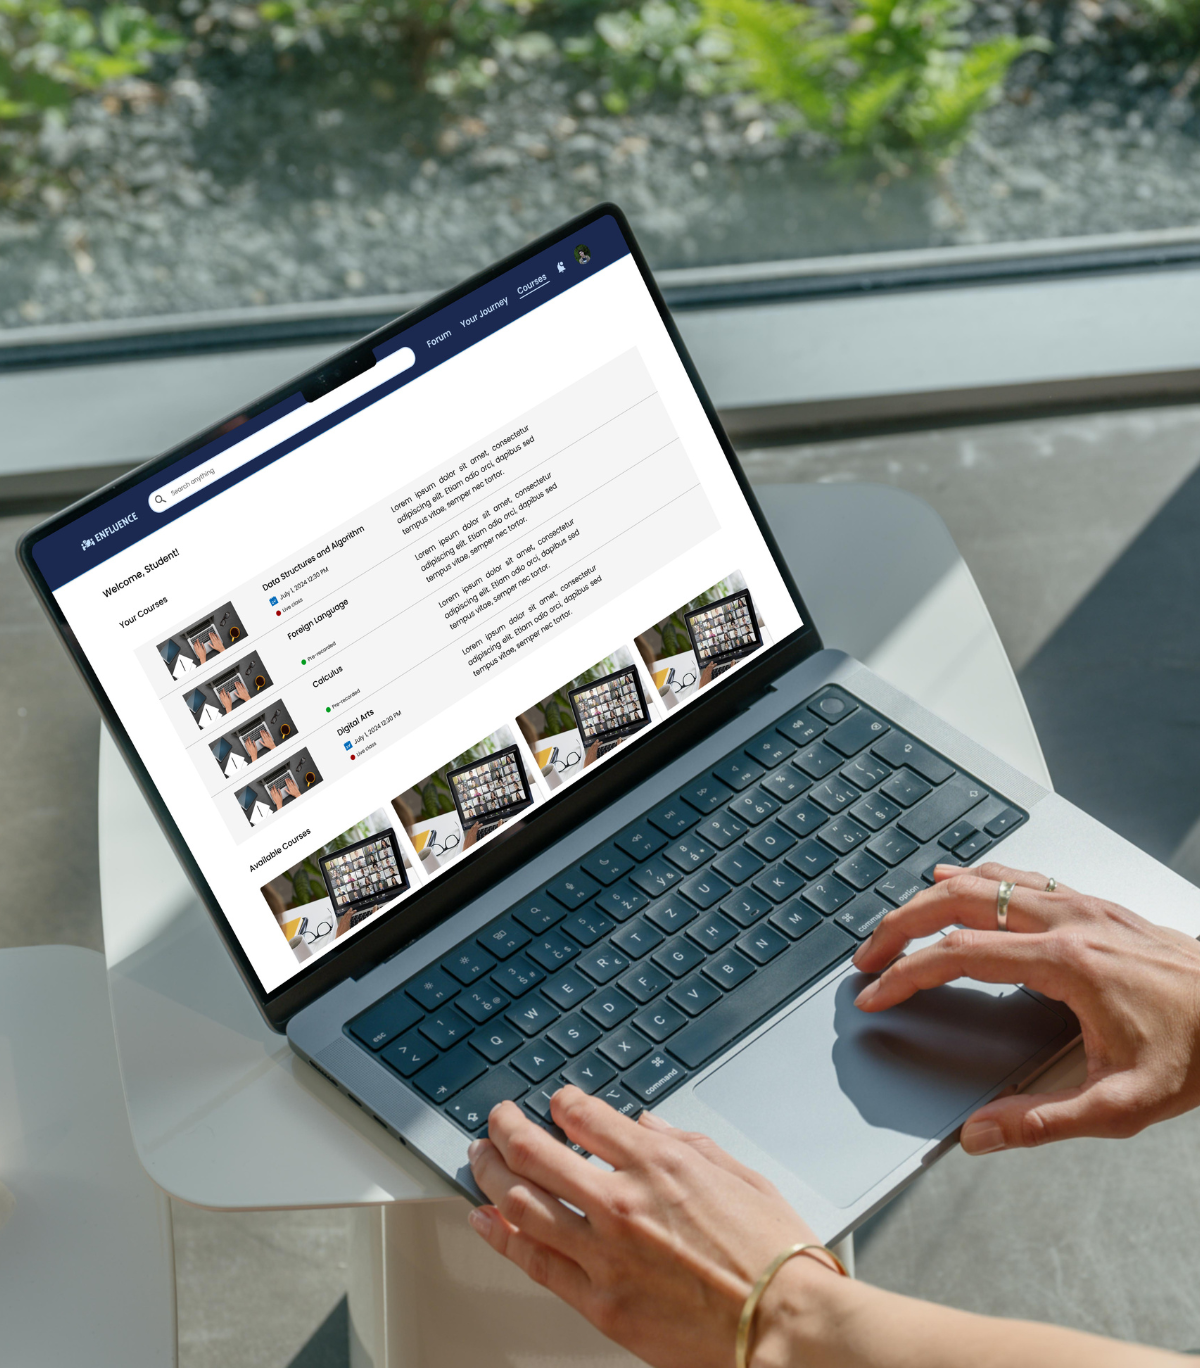 ENFLUENCE
Search anything
Forum
Your Journey
Courses
Welcome, Student!
Your Courses
Data Structures and Algorithm
July 1, 2024 12:30 PM
Live class
Lorem ipsum dolor sit amet, consectetur
adipiscing elit. Etiam odio orci, dapibus sed
tempus vitae, semper nec tortor.
Foreign Language
Pre-recorded
Lorem ipsum dolor sit amet, consectetur
adipiscing elit. Etiam odio orci, dapibus sed
tempus vitae, semper nec tortor.
Calculus
Pre-recorded
Lorem ipsum dolor sit amet, consectetur
adipiscing elit. Etiam odio orci, dapibus sed
tempus vitae, semper nec tortor.
Digital Arts
July 1, 2024 12:30 PM
Live class
Lorem ipsum dolor sit amet, consectetur
adipiscing elit. Etiam odio orci, dapibus sed
tempus vitae, semper nec tortor.
Available Courses
esc
Q W E R T Z U I O P
A S D F G H J K L
Y X C V B N M
command
command
option